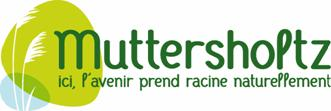 Muttersholtz
ici, l'avenir prend racine naturellement